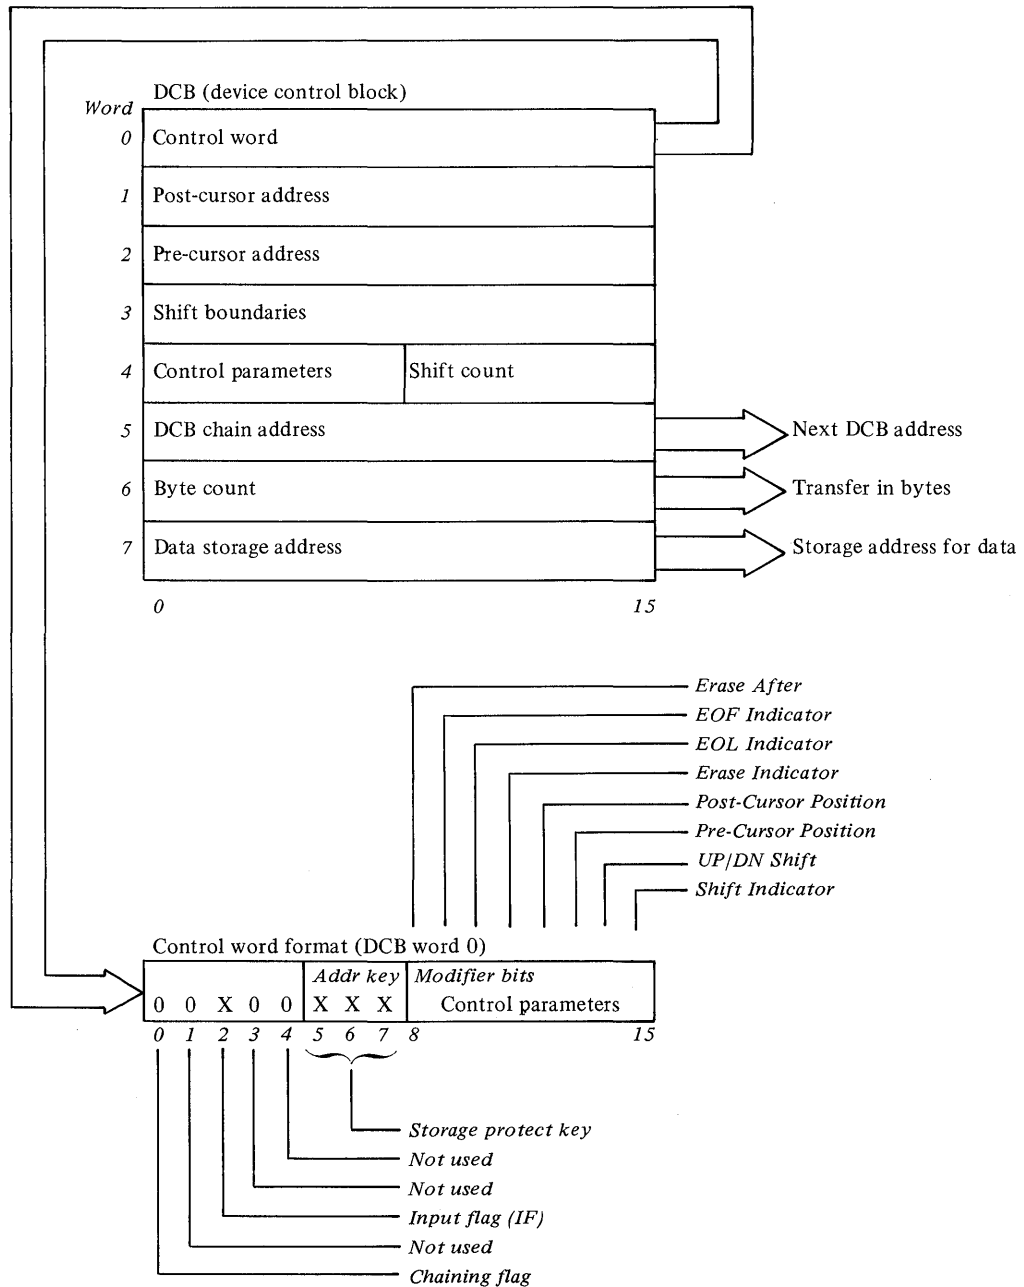 DCB (device control block)
Word
0 Control word
1 Post-cursor address
2 Pre-cursor address
3 Shift boundaries
4 Control parameters Shift count
5 DCB chain address Next DCB address
6 Byte count Transfer in bytes
7 Data storage address Storage address for data
0 15
Erase After
EOF Indicator
EOL Indicator
Erase Indicator
Post-Cursor Position
Pre-Cursor Position
UP/DN Shift
Shift Indicator
Control word format (DCB word 0)
Addr key Modifier bits
0 0 X 0 0 X X X Control parameters
0 1 2 3 4 5 6 7 8 15
Storage protect key
Not used
Not used
Input flag (IF)
Not used
Chaining flag